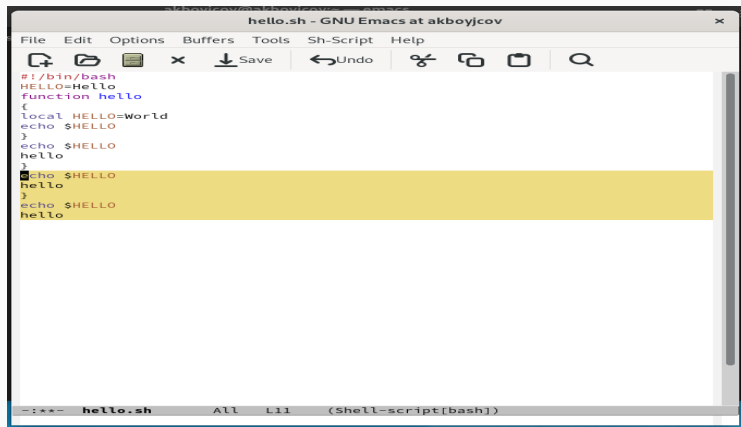 hello.sh - GNU Emacs at akboyjcov ×
File Edit Options Buffers Tools Sh-Script Help
Save Undo
#!/bin/bash
HELLO=Hello
function hello
{
local HELLO=World
echo $HELLO
}
echo $HELLO
hello
}
echo $HELLO
hello
}
echo $HELLO
hello
-:**- hello.sh All L11 (Shell-script[bash])